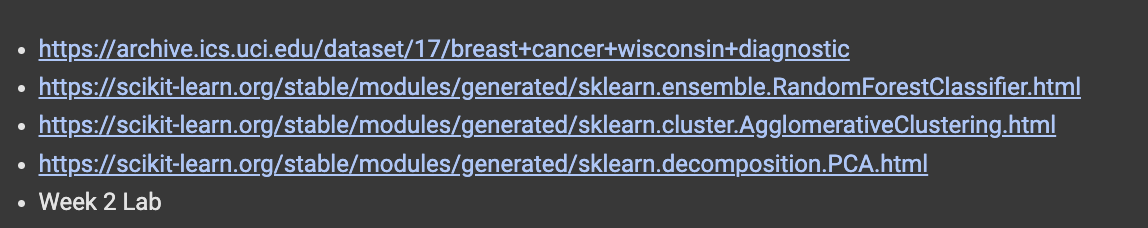 https://archive.ics.uci.edu/dataset/17/breast+cancer+wisconsin+diagnostic
https://scikit-learn.org/stable/modules/generated/sklearn.ensemble.RandomForestClassifier.html
https://scikit-learn.org/stable/modules/generated/sklearn.cluster.AgglomerativeClustering.html
https://scikit-learn.org/stable/modules/generated/sklearn.decomposition.PCA.html
Week 2 Lab